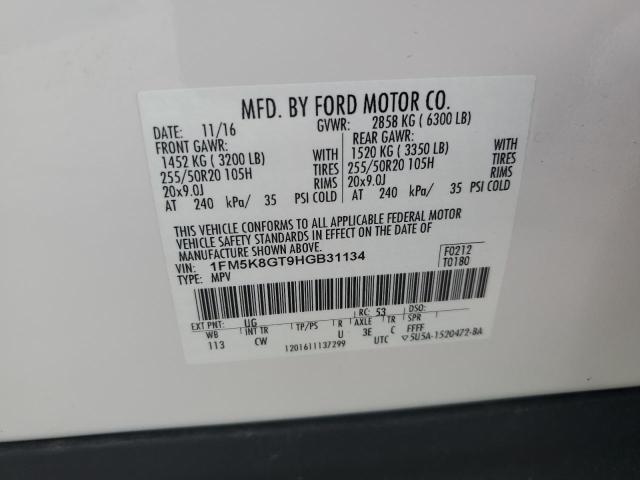 MFD. BY FORD MOTOR CO.
DATE: 11/16 GVWR: 2858 KG ( 6300 LB)
FRONT GAWR: REAR GAWR:
1452 KG ( 3200 LB) WITH 1520 KG ( 3350 LB) WITH
255/50R20 105H TIRES 255/50R20 105H TIRES
20x9.0J RIMS 20x9.0J RIMS
AT 240 kPa/ 35 PSI COLD AT 240 kPa/ 35 PSI COLD
THIS VEHICLE CONFORMS TO ALL APPLICABLE FEDERAL MOTOR
VEHICLE SAFETY STANDARDS IN EFFECT ON THE DATE OF
MANUFACTURE SHOWN ABOVE.
VIN: 1FM5K8GT9HGB31134 F0212
TYPE: MPV T0180
EXT PNT: UG RC: 53 DSO:
WB INT TR TP/PS R AXLE TR SPR
113 CW U 3E C FFFF
1201611137299 UTC ▽5U5A-1520472-BA